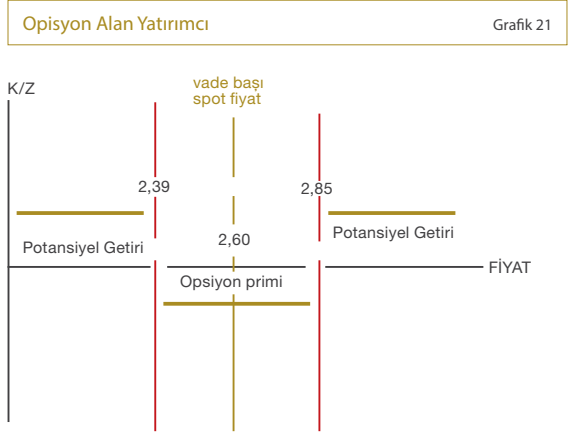 Opisyon Alan Yatırımcı
Grafik 21
K/Z
vade başı
spot fiyat
2,39
2,85
2,60
Potansiyel Getiri
Potansiyel Getiri
FİYAT
Opsiyon primi